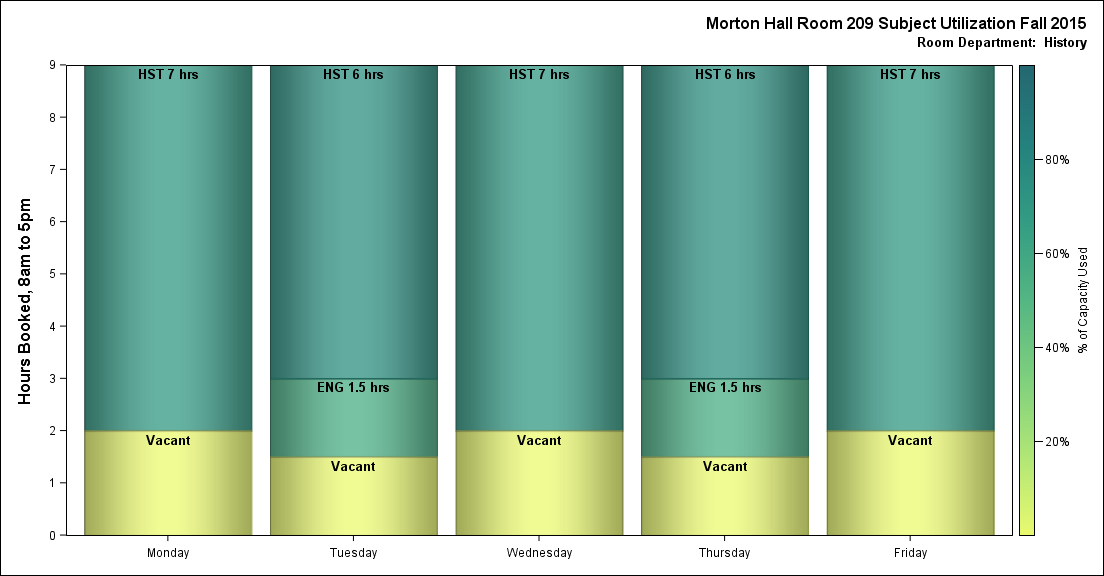 Morton Hall Room 209 Subject Utilization Fall 2015
Room Department:  History
Hours Booked, 8am to 5pm
9
8
7
6
5
4
3
2
1
0
HST 7 hrs
Vacant
HST 6 hrs
ENG 1.5 hrs
Vacant
HST 7 hrs
Vacant
HST 6 hrs
ENG 1.5 hrs
Vacant
HST 7 hrs
Vacant
Monday
Tuesday
Wednesday
Thursday
Friday
80%
60%
40%
20%
% of Capacity Used